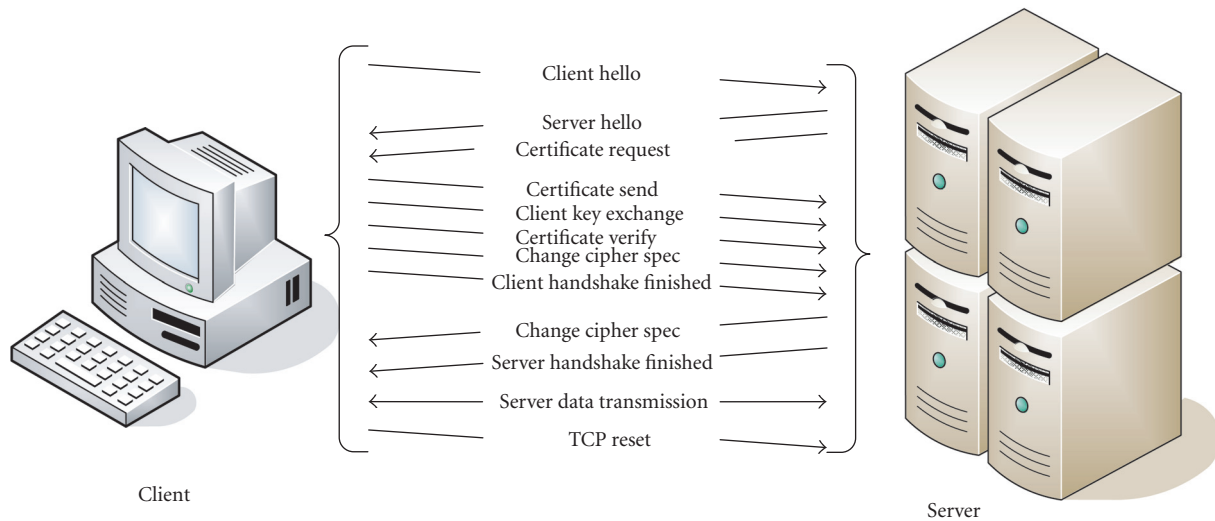 Client hello
Server hello
Certificate request
Certificate send
Client key exchange
Certificate verify
Change cipher spec
Client handshake finished
Change cipher spec
Server handshake finished
Server data transmission
TCP reset
Client
Server